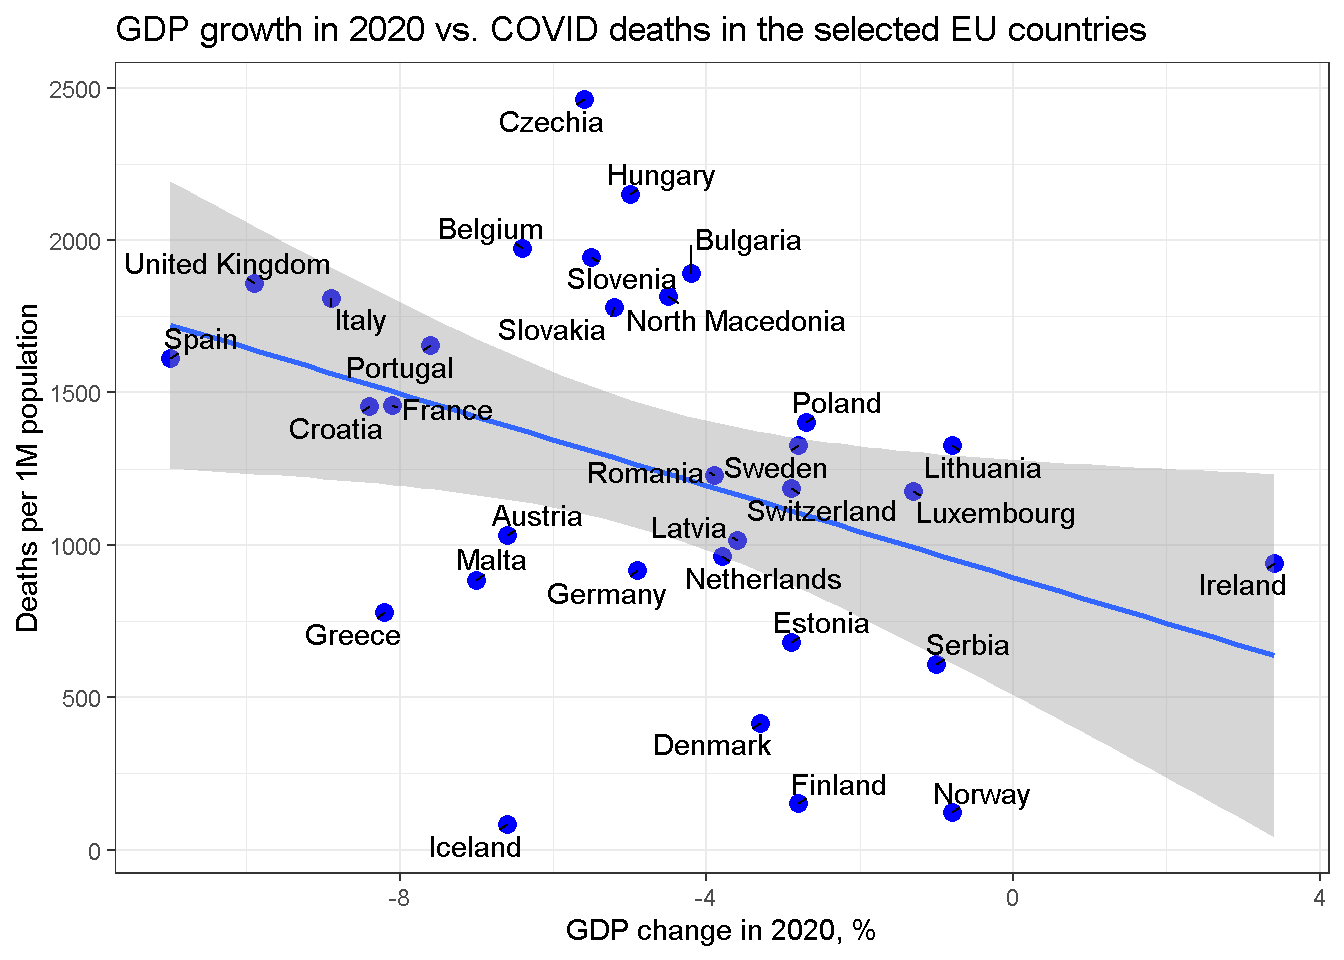 GDP growth in 2020 vs. COVID deaths in the selected EU countries
2500
Czechia
Hungary
Belgium
Bulgaria
2000
United Kingdom
Slovenia
Italy
North Macedonia
Slovakia
Spain
Portugal
1500
Poland
France
Croatia
Romania
Sweden
Lithuania
Switzerland
Luxembourg
Austria
Latvia
1000
Malta
Netherlands
Germany
Ireland
Estonia
Greece
Serbia
500
Denmark
Finland
Norway
Iceland
0
Deaths per 1M population
-8
-4
0
4
GDP change in 2020, %